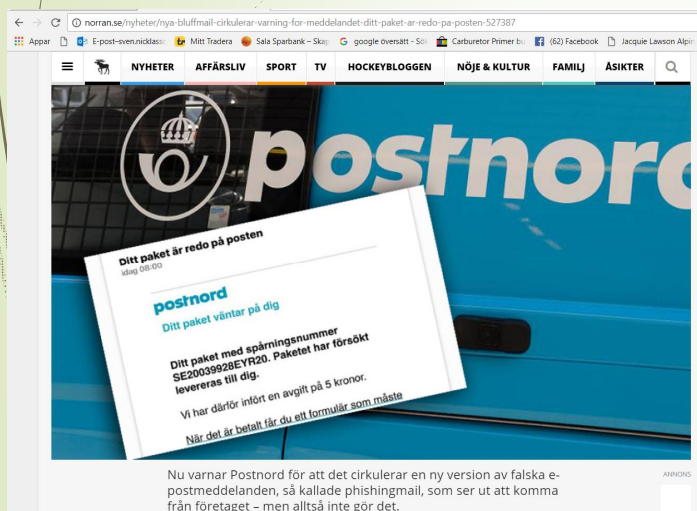 norran.se/nyheter/nya-bluffmail-cirkulerar-varning-for-meddelandet-ditt-paket-ar-redo-pa-posten-527387
Appar E-post–sven.nicklass Mitt Tradera Sala Sparbank – Skap google översätt - Sök Carburetor Primer bu (62) Facebook Jacquie Lawson Alpin
NYHETER AFFÄRSLIV SPORT TV HOCKEYBLOGGEN NÖJE & KULTUR FAMILJ ÅSIKTER
postnord
Ditt paket är redo på posten
idag 08:00
postnord
Ditt paket väntar på dig
Ditt paket med spårningsnummer
SE20039928EYR20. Paketet har försökt
levereras till dig.
Vi har därför infört en avgift på 5 kronor.
När det är betalt får du ett formulär som måste
Nu varnar Postnord för att det cirkulerar en ny version av falska e-
postmeddelanden, så kallade phishingmail, som ser ut att komma
från företaget – men alltså inte gör det.
ANNONS